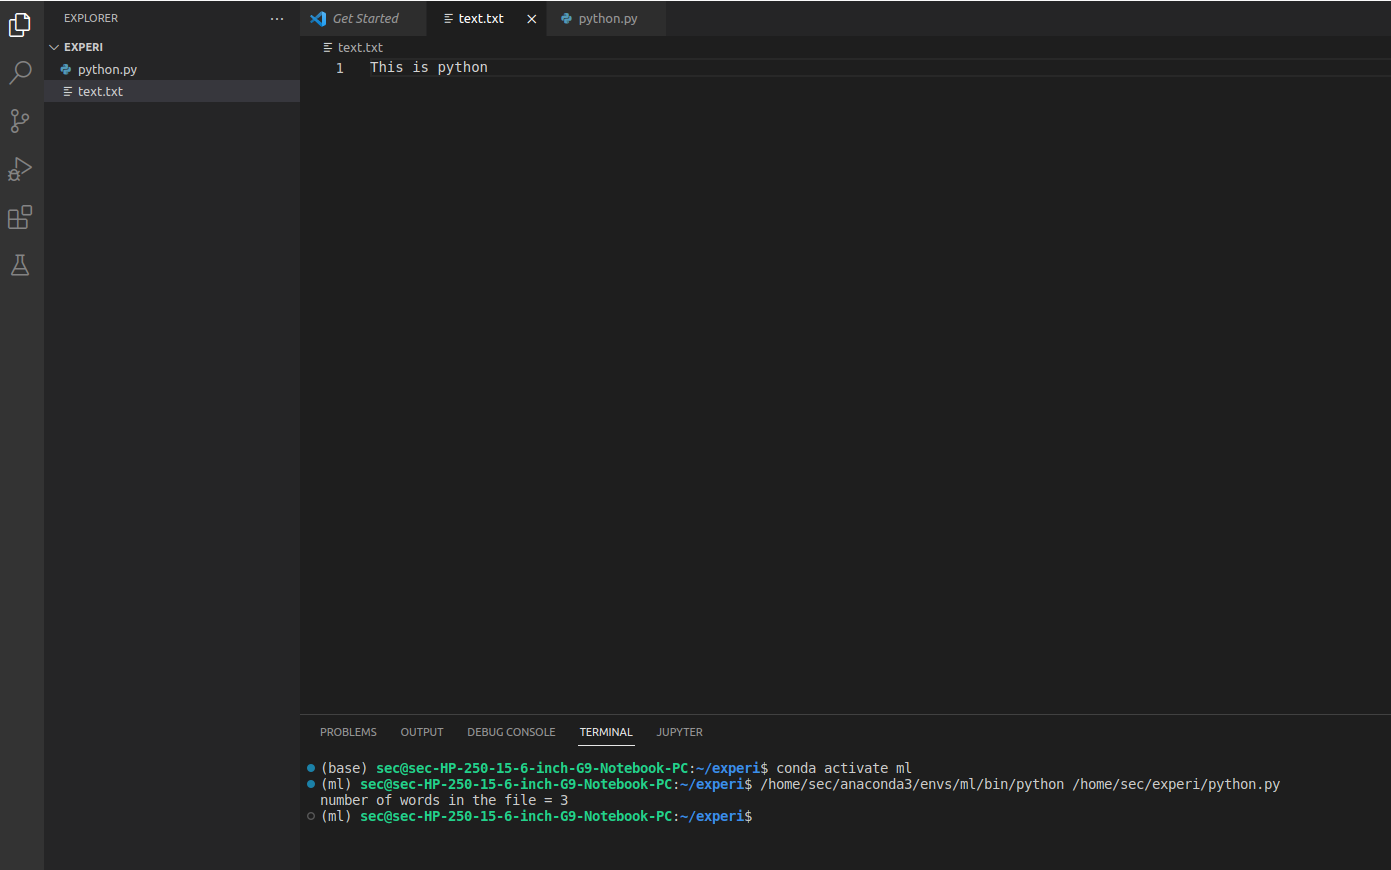 EXPLORER
EXPERI
python.py
text.txt
Get Started
text.txt
python.py
text.txt
1 This is python
PROBLEMS OUTPUT DEBUG CONSOLE TERMINAL JUPYTER
(base) sec@sec-HP-250-15-6-inch-G9-Notebook-PC:~/experi$ conda activate ml
(ml) sec@sec-HP-250-15-6-inch-G9-Notebook-PC:~/experi$ /home/sec/anaconda3/envs/ml/bin/python /home/sec/experi/python.py
number of words in the file = 3
(ml) sec@sec-HP-250-15-6-inch-G9-Notebook-PC:~/experi$